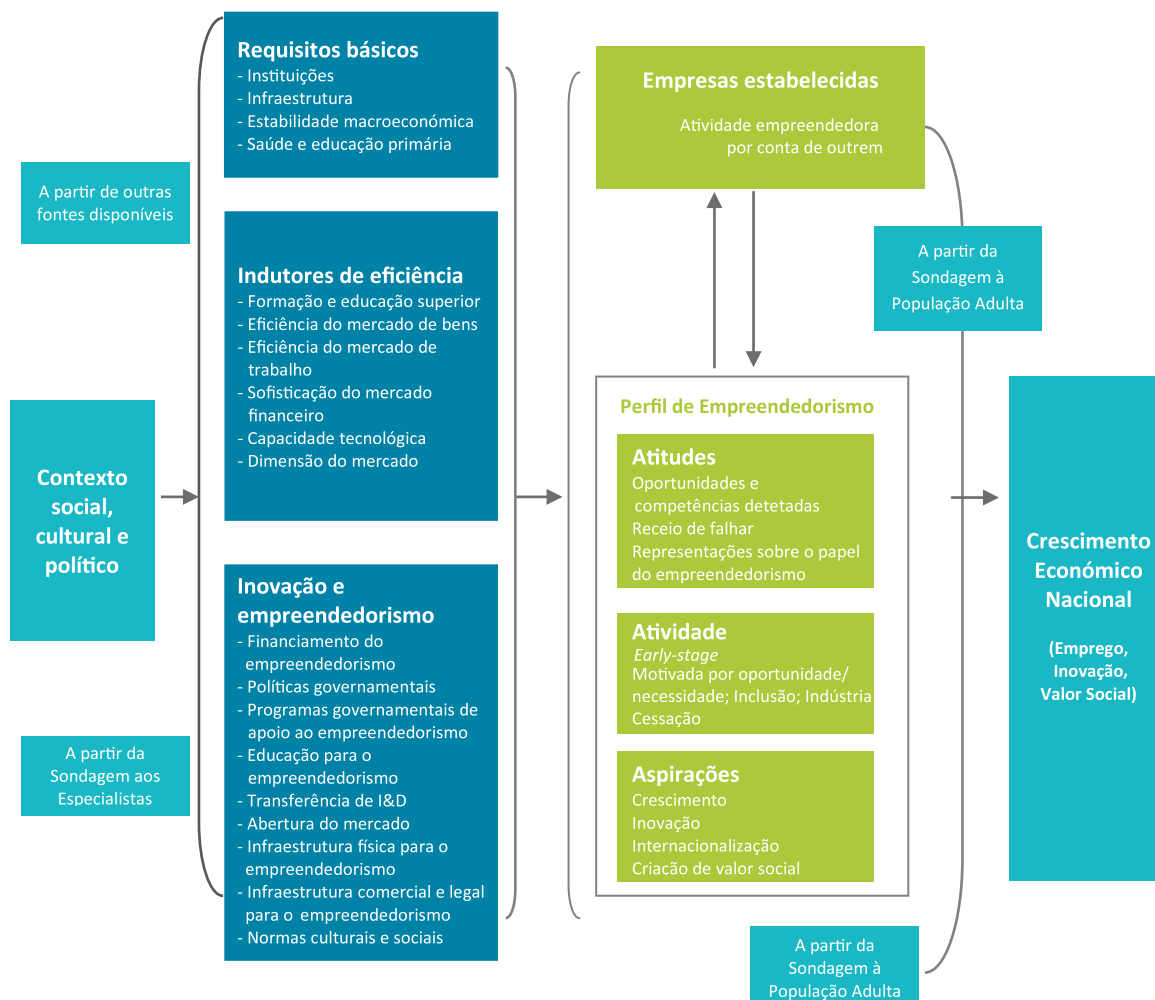 Requisitos básicos
- Instituições
- Infraestrutura
- Estabilidade macroeconómica
- Saúde e educação primária
A partir de outras
fontes disponíveis
Indutores de eficiência
- Formação e educação superior
- Eficiência do mercado de bens
- Eficiência do mercado de
trabalho
- Sofisticação do mercado
financeiro
- Capacidade tecnológica
- Dimensão do mercado
Contexto
social,
cultural e
político
Inovação e
empreendedorismo
- Financiamento do
empreendedorismo
- Políticas governamentais
- Programas governamentais de
apoio ao empreendedorismo
- Educação para o
empreendedorismo
- Transferência de I&D
- Abertura do mercado
- Infraestrutura física para o
empreendedorismo
- Infraestrutura comercial e legal
para o empreendedorismo
- Normas culturais e sociais
A partir da
Sondagem aos
Especialistas
Empresas estabelecidas
Atividade empreendedora
por conta de outrem
A partir da
Sondagem à
População Adulta
Perfil de Empreendedorismo
Atitudes
Oportunidades e
competências detetadas
Receio de falhar
Representações sobre o papel
do empreendedorismo
Atividade
Early-stage
Motivada por oportunidade/
necessidade; Inclusão; Indústria
Cessação
Aspirações
Crescimento
Inovação
Internacionalização
Criacão de valor social
Crescimento
Económico
Nacional
(Emprego,
Inovação,
Valor Social)
A partir da
Sondagem à
População Adulta